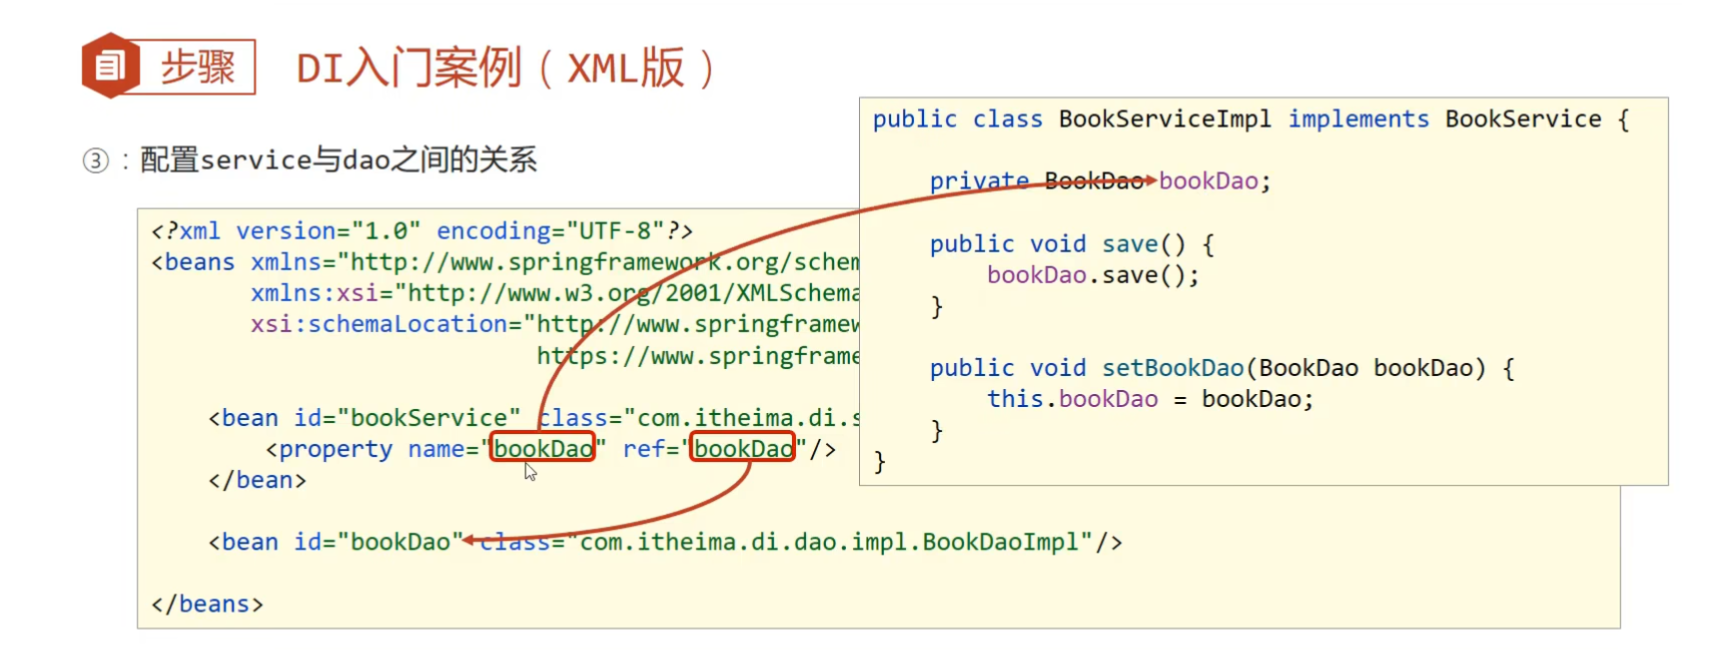 步骤 DI入门案例（XML版）
③：配置service与dao之间的关系
<?xml version="1.0" encoding="UTF-8"?>
<beans xmlns="http://www.springframework.org/schem
xmlns:xsi="http://www.w3.org/2001/XMLSchema
xsi:schemaLocation="http://www.springframew
https://www.springframe
<bean id="bookService" class="com.itheima.di.s
<property name="bookDao" ref="bookDao"/>
</bean>
<bean id="bookDao" class="com.itheima.di.dao.impl.BookDaoImpl"/>
</beans>
public class BookServiceImpl implements BookService {
private BookDao bookDao;
public void save() {
bookDao.save();
}
public void setBookDao(BookDao bookDao) {
this.bookDao = bookDao;
}
}